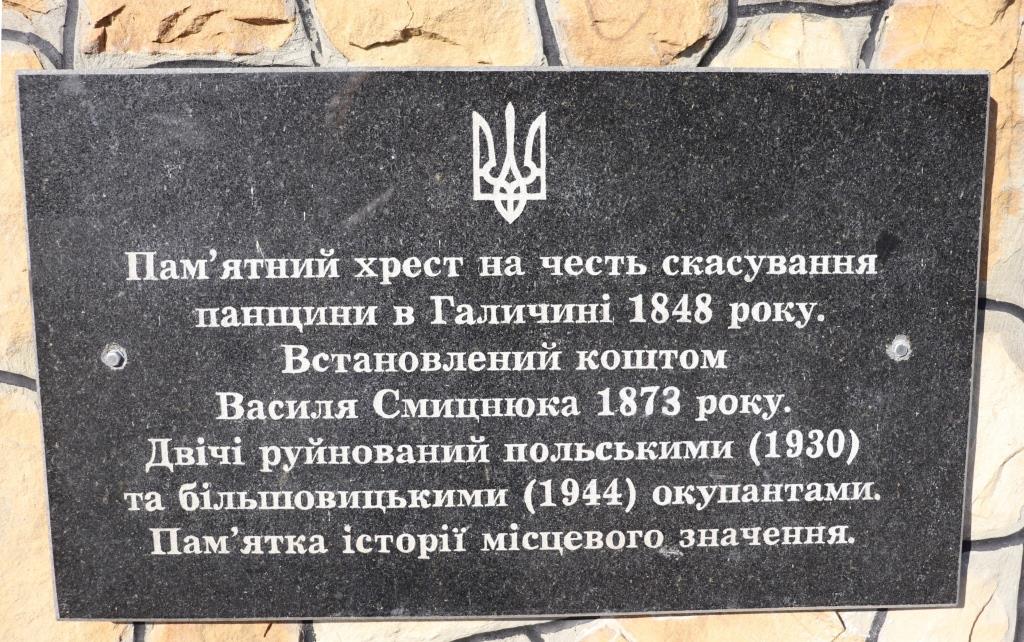 Пам’ятний хрест на честь скасування
панщини в Галичині 1848 року.
Встановлений коштом
Василя Смицнюка 1873 року.
Двічі руйнований польськими (1930)
та більшовицькими (1944) окупантами.
Пам’ятка історії місцевого значення.